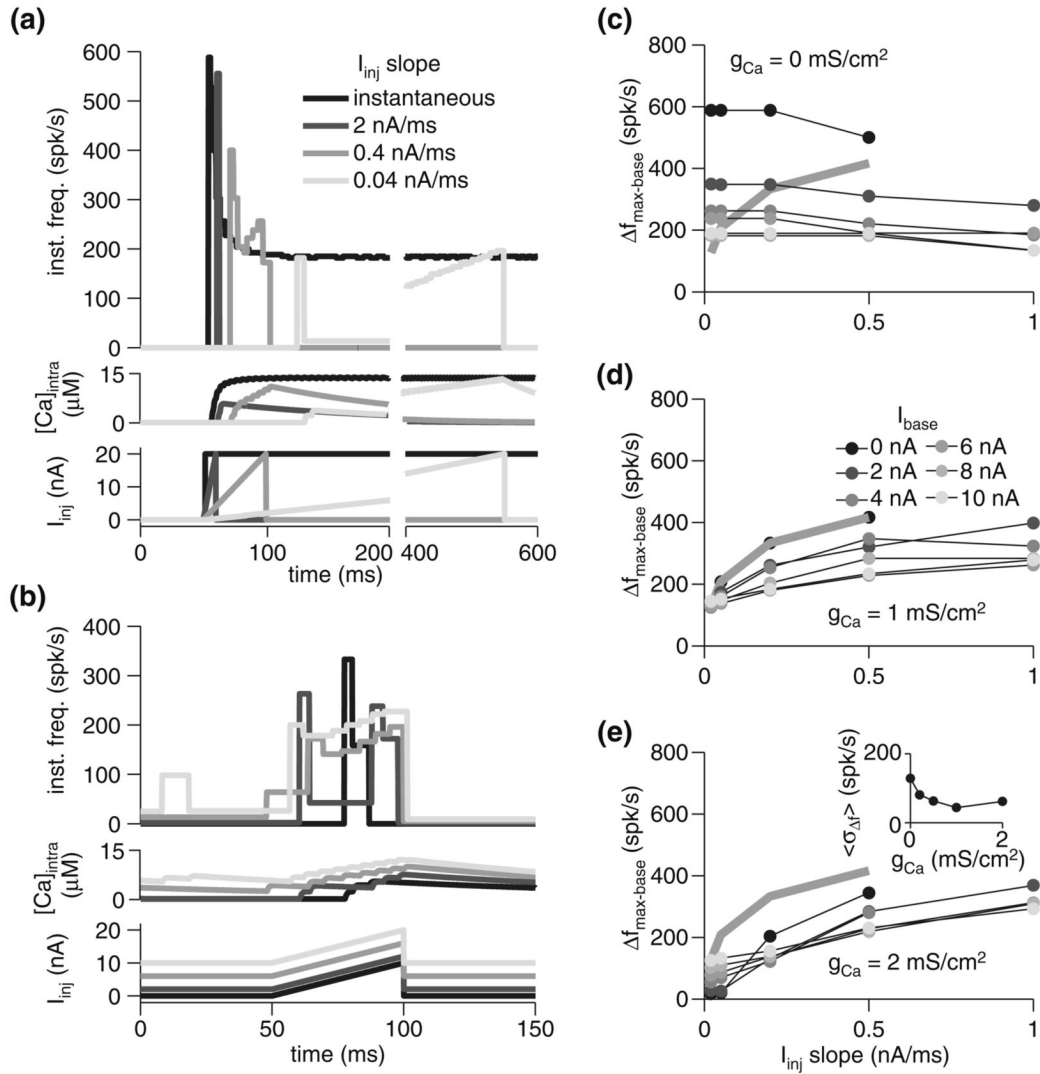 (a)
600
500
400
300
200
100
0
inst. freq. (spk/s)
I_inj slope
instantaneous
2 nA/ms
0.4 nA/ms
0.04 nA/ms
15
0
[Ca]_intra
(µM)
20
10
0
I_inj (nA)
0 100 200 400 600
time (ms)
(b)
400
300
200
100
0
inst. freq. (spk/s)
15
0
[Ca]_intra
(µM)
20
10
0
I_inj (nA)
0 50 100 150
time (ms)
(c)
800
600
400
200
0
Δf_max-base (spk/s)
g_Ca = 0 mS/cm²
0 0.5 1
(d)
800
600
400
200
0
Δf_max-base (spk/s)
I_base
0 nA 6 nA
2 nA 8 nA
4 nA 10 nA
g_Ca = 1 mS/cm²
0 0.5 1
(e)
800
600
400
200
0
Δf_max-base (spk/s)
<σ_Δf> (spk/s)
200
0
0 2
g_Ca (mS/cm²)
g_Ca = 2 mS/cm²
0 0.5 1
I_inj slope (nA/ms)